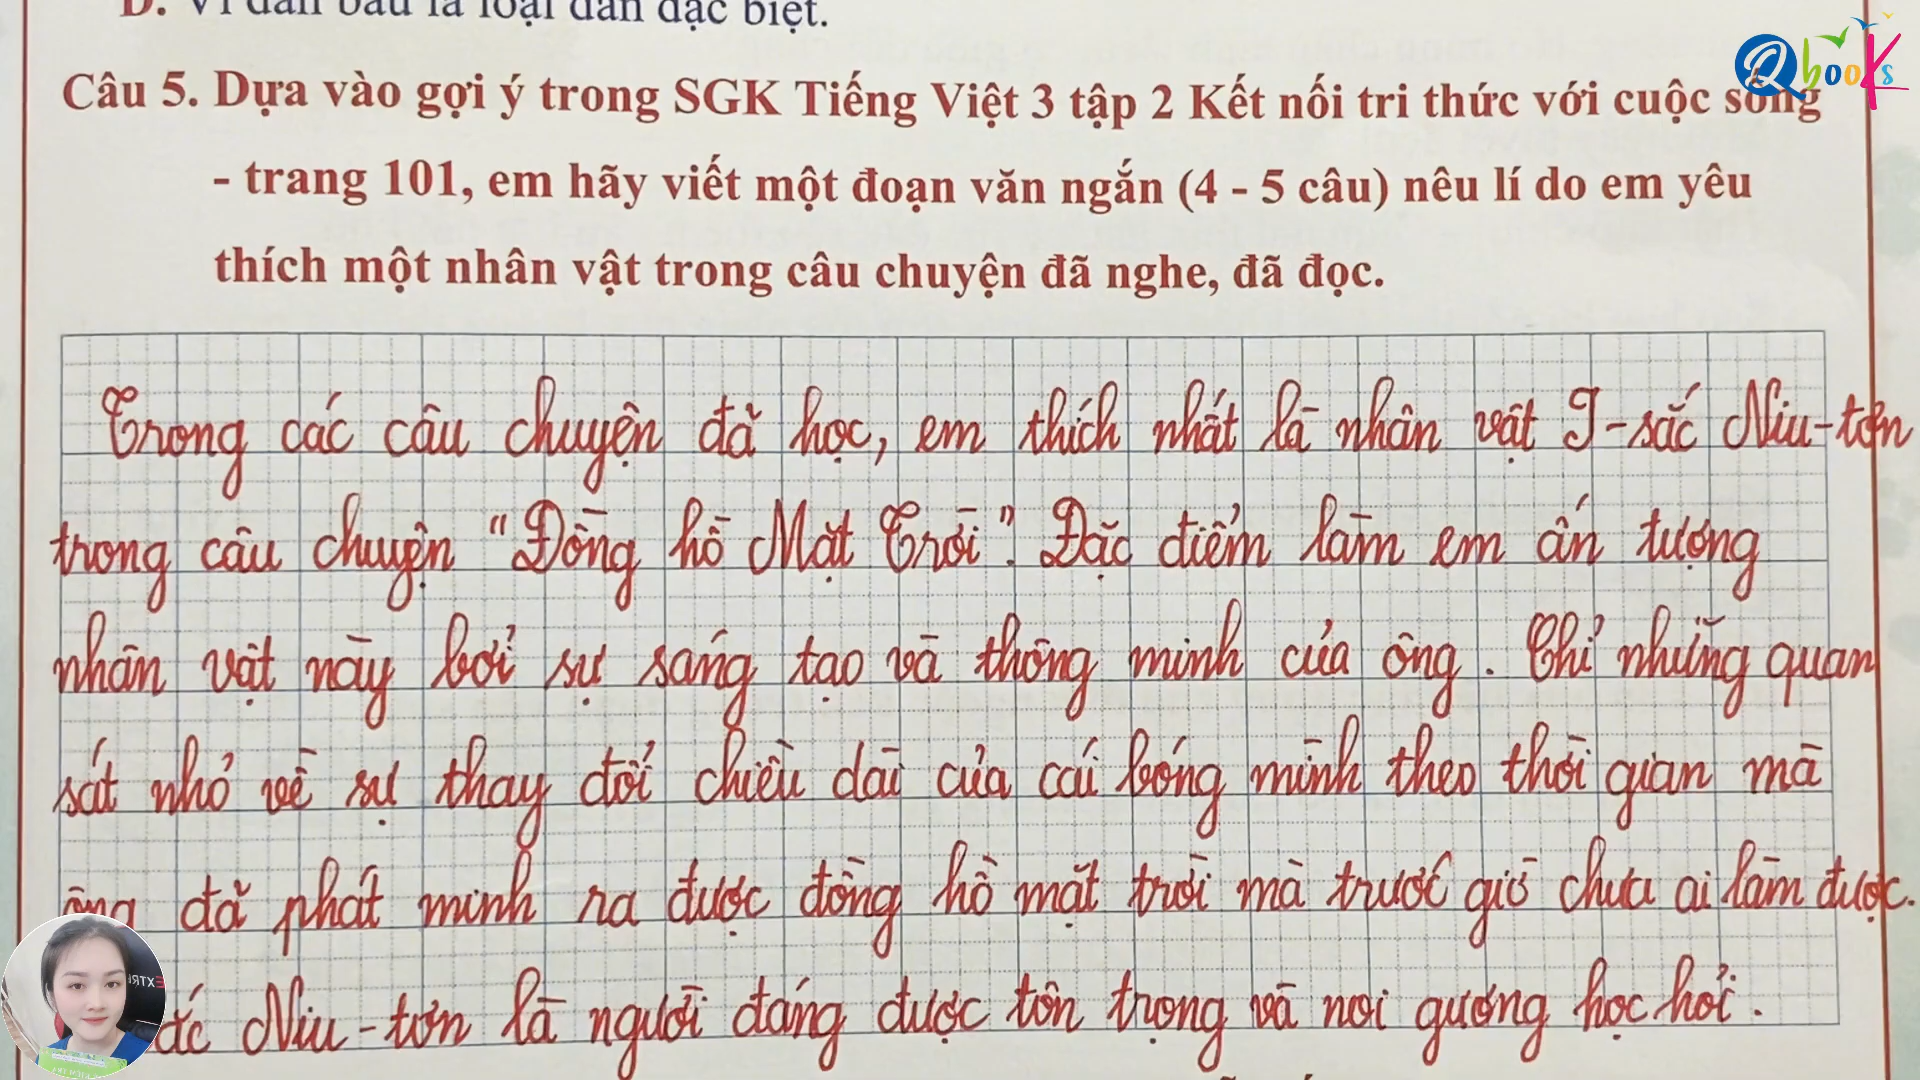 D. Vì đàn bầu là loại đàn đặc biệt.
Qbooks
Câu 5. Dựa vào gợi ý trong SGK Tiếng Việt 3 tập 2 Kết nối tri thức với cuộc sống
- trang 101, em hãy viết một đoạn văn ngắn (4 - 5 câu) nêu lí do em yêu
thích một nhân vật trong câu chuyện đã nghe, đã đọc.
Trong các câu chuyện đã học, em thích nhất là nhân vật I-sắc Niu-tơn
trong câu chuyện "Đồng hồ Mặt Trời". Đặc điểm làm em ấn tượng
nhân vật này bởi sự sáng tạo và thông minh của ông. Chỉ những quan
sát nhỏ về sự thay đổi chiều dài của cái bóng mình theo thời gian mà
ông đã phát minh ra được đồng hồ mặt trời mà trước giờ chưa ai làm được.
Niu-tơn là người đáng được tôn trọng và noi gương học hỏi.